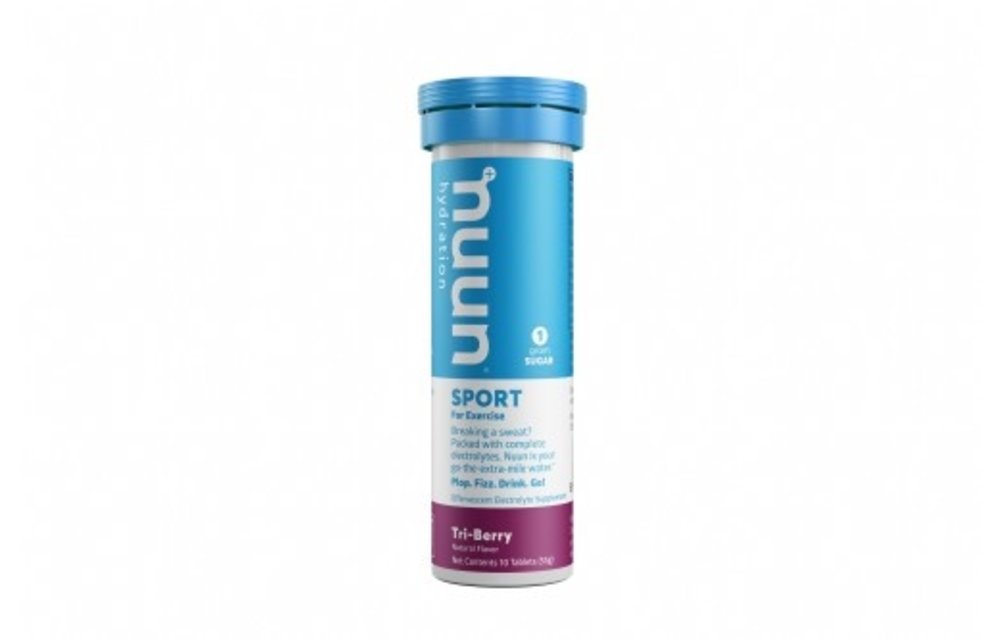 nuun
hydration
1
gram
SUGAR
SPORT
For Exercise
Breaking a sweat?
Packed with complete
electrolytes, Nuun is your
go-the-extra-mile water.
Plop. Fizz. Drink. Go!
Effervescent Electrolyte Supplement
Tri-Berry
Natural Flavor
Net Contents 10 Tablets